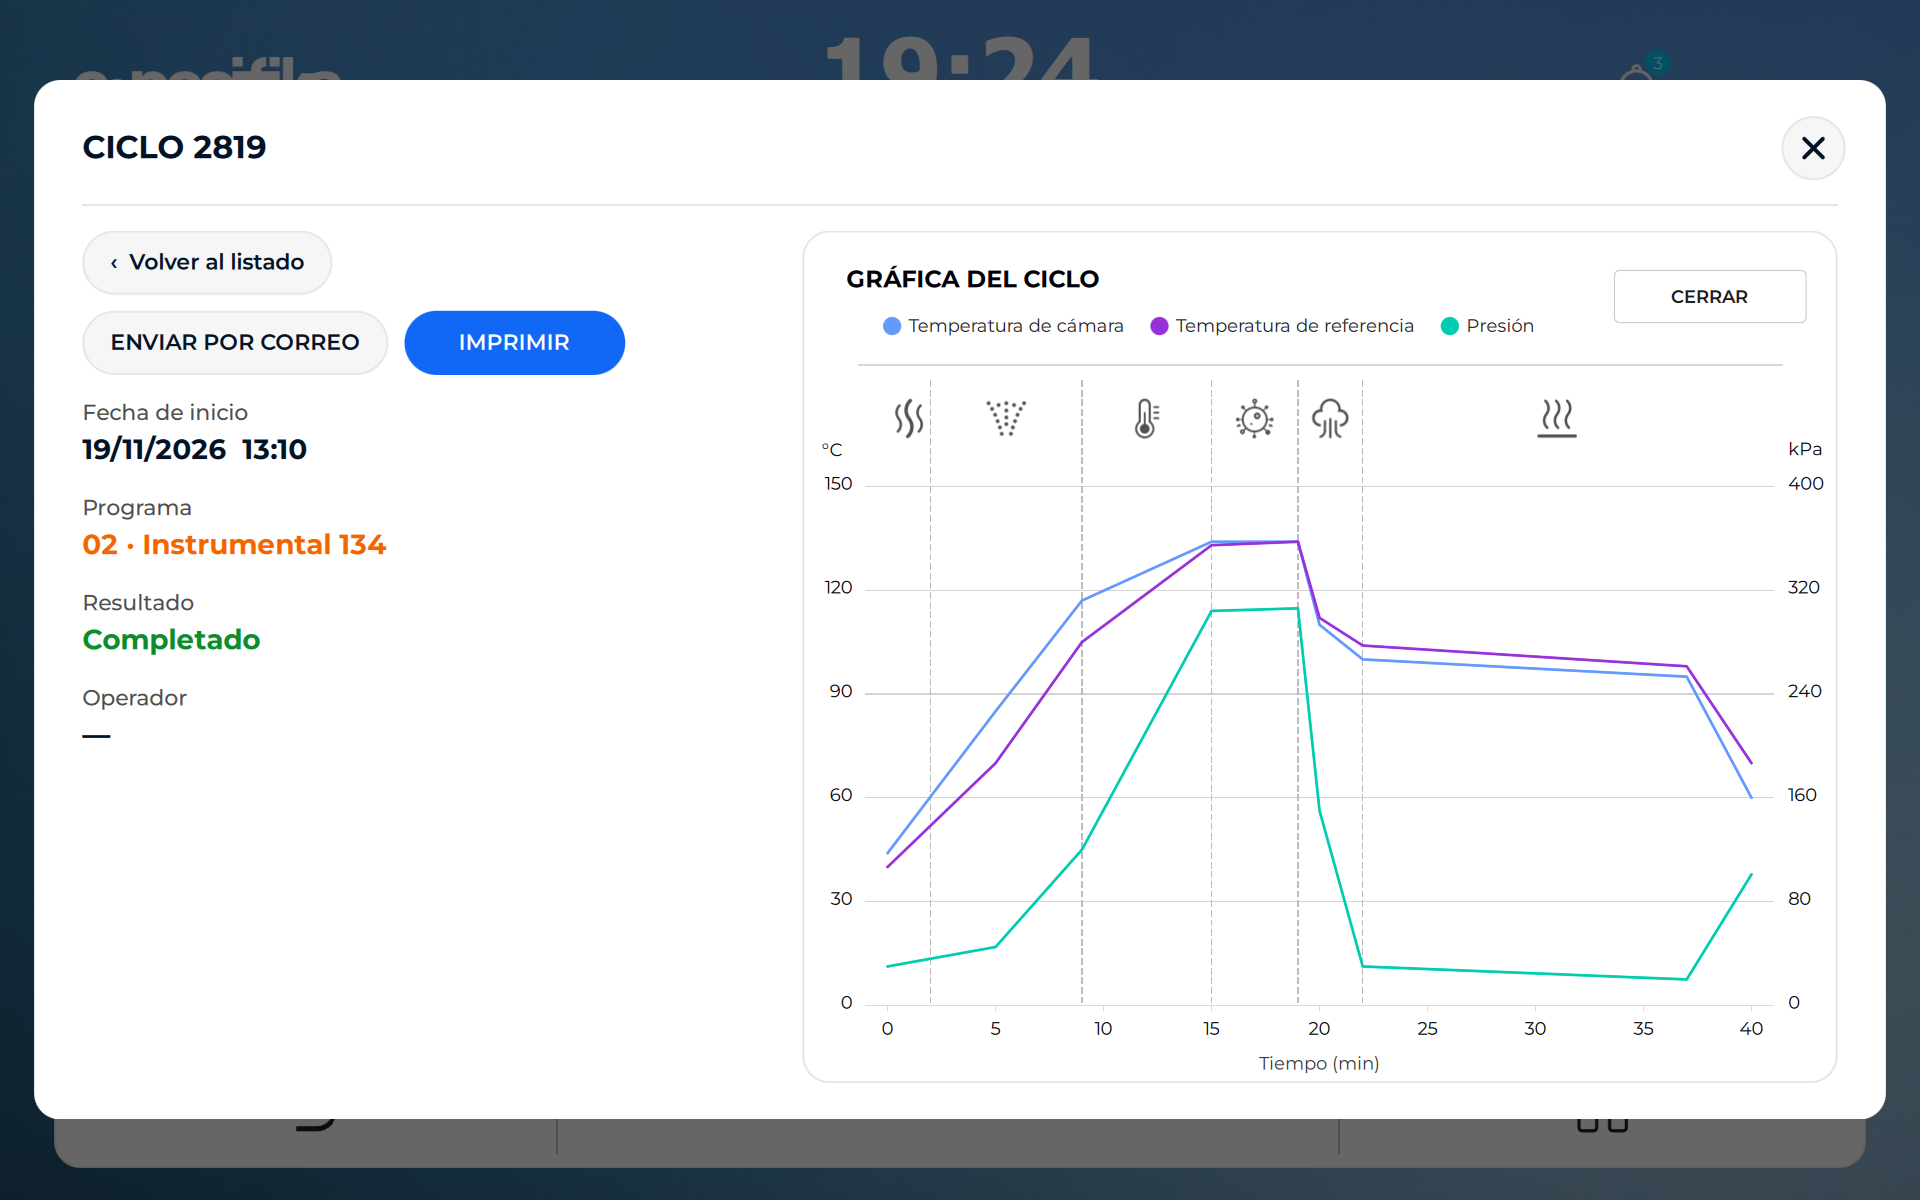 19:24
3
CICLO 2819
‹ Volver al listado
ENVIAR POR CORREO
IMPRIMIR
Fecha de inicio
19/11/2026 13:10
Programa
02 · Instrumental 134
Resultado
Completado
Operador
—
GRÁFICA DEL CICLO
CERRAR
Temperatura de cámara
Temperatura de referencia
Presión
°C
kPa
150
400
120
320
90
240
60
160
30
80
0
0
0 5 10 15 20 25 30 35 40
Tiempo (min)